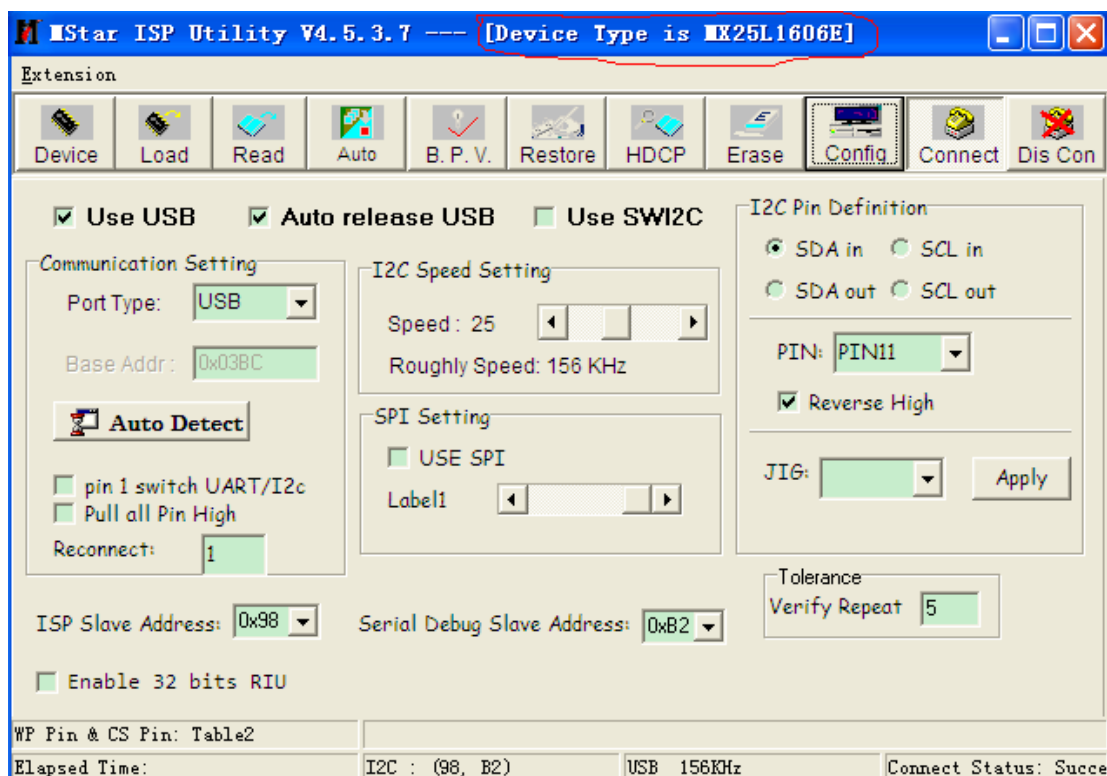 MStar ISP Utility V4.5.3.7 --- [Device Type is MX25L1606E]
Extension
Device Load Read Auto B. P. V. Restore HDCP Erase Config Connect Dis Con
Use USB Auto release USB Use SWI2C
Communication Setting
Port Type: USB
Base Addr: 0x03BC
Auto Detect
pin 1 switch UART/I2c
Pull all Pin High
Reconnect: 1
I2C Speed Setting
Speed : 25
Roughly Speed: 156 KHz
SPI Setting
USE SPI
Label1
I2C Pin Definition
SDA in SCL in
SDA out SCL out
PIN: PIN11
Reverse High
JIG: Apply
Tolerance
Verify Repeat 5
ISP Slave Address: 0x98 Serial Debug Slave Address: 0xB2
Enable 32 bits RIU
WP Pin & CS Pin: Table2
Elapsed Time: I2C : (98, B2) USB 156KHz Connect Status: Succe